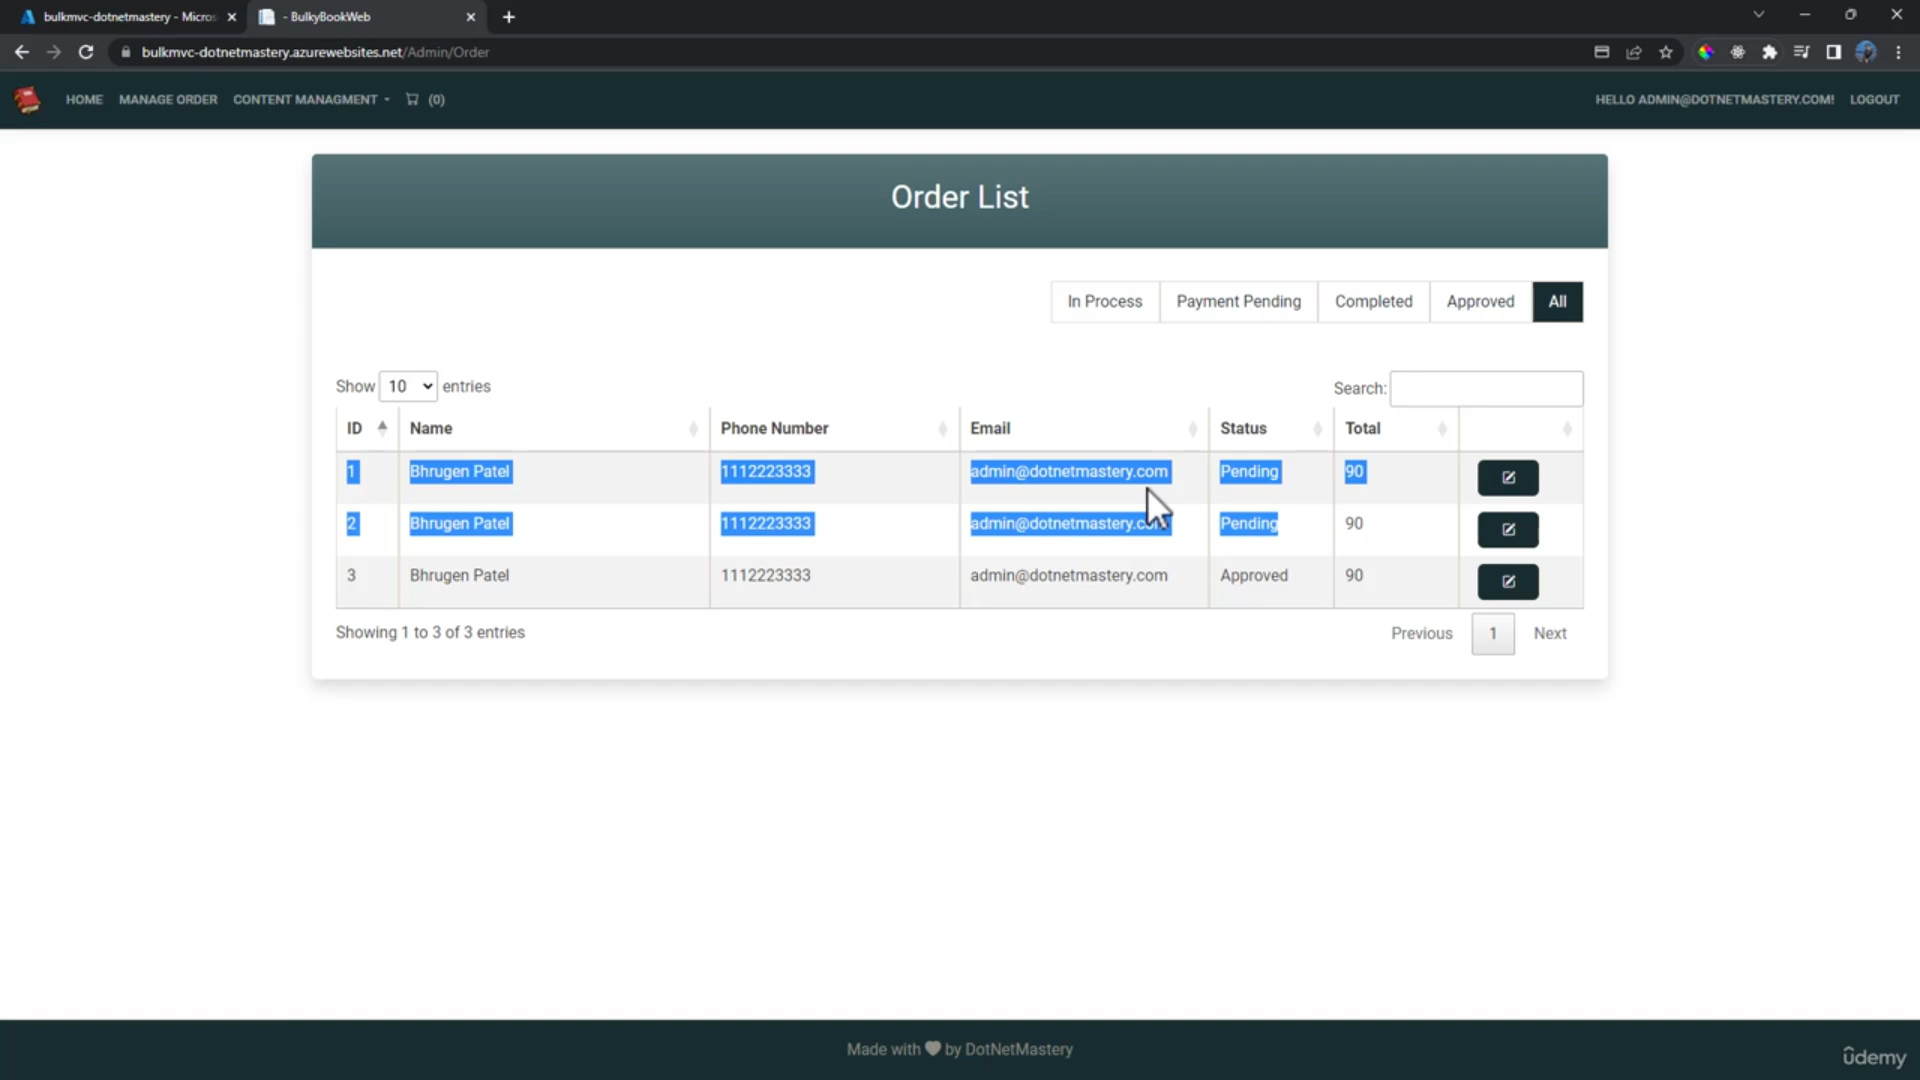 bulkmvc-dotnetmastery - Micros
- BulkyBookWeb
bulkmvc-dotnetmastery.azurewebsites.net/Admin/Order
HOME MANAGE ORDER CONTENT MANAGMENT (0) HELLO ADMIN@DOTNETMASTERY.COM! LOGOUT
Order List
In Process Payment Pending Completed Approved All
Show 10 entries Search:
ID Name Phone Number Email Status Total
1 Bhrugen Patel 1112223333 admin@dotnetmastery.com Pending 90
2 Bhrugen Patel 1112223333 admin@dotnetmastery.com Pending 90
3 Bhrugen Patel 1112223333 admin@dotnetmastery.com Approved 90
Showing 1 to 3 of 3 entries Previous 1 Next
Made with by DotNetMastery
ûdemy